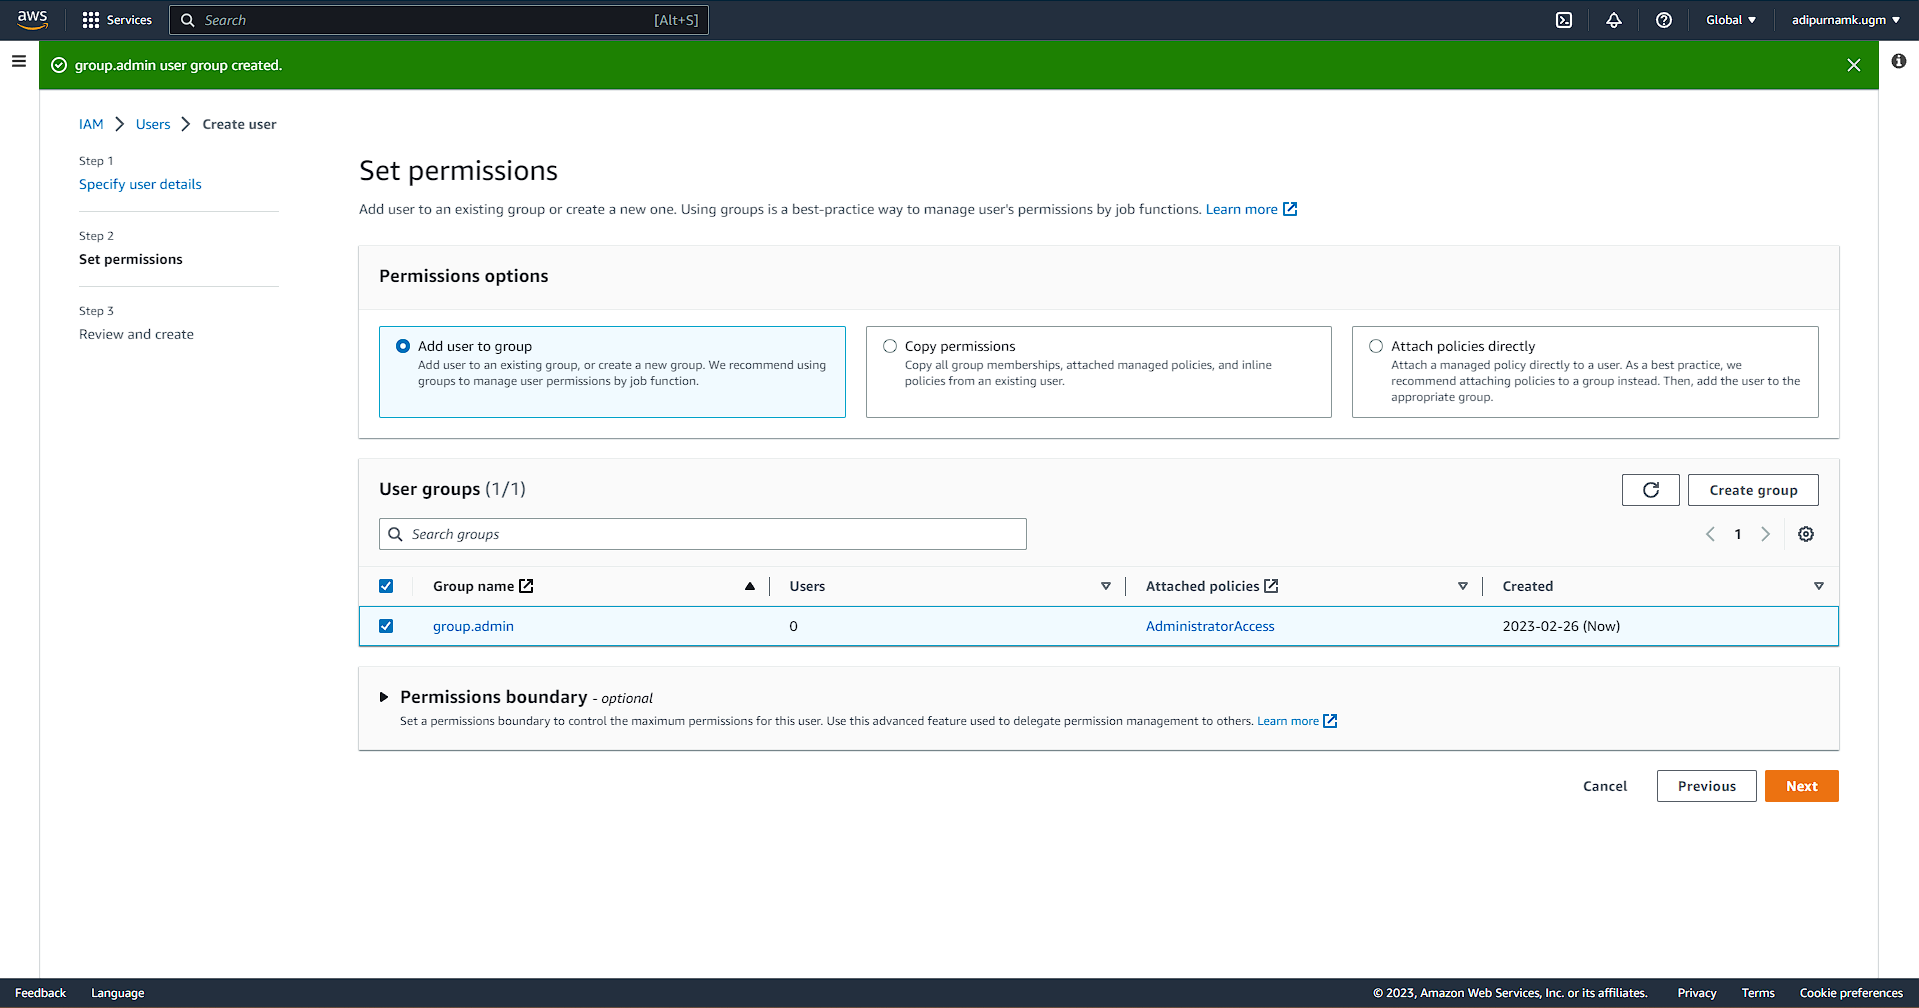 aws
Services
Search
[Alt+S]
Global
adipurnamk.ugm
group.admin user group created.
IAM
Users
Create user
Step 1
Specify user details
Step 2
Set permissions
Step 3
Review and create
Set permissions
Add user to an existing group or create a new one. Using groups is a best-practice way to manage user's permissions by job functions. Learn more
Permissions options
Add user to group
Add user to an existing group, or create a new group. We recommend using
groups to manage user permissions by job function.
Copy permissions
Copy all group memberships, attached managed policies, and inline
policies from an existing user.
Attach policies directly
Attach a managed policy directly to a user. As a best practice, we
recommend attaching policies to a group instead. Then, add the user to the
appropriate group.
User groups (1/1)
Create group
Search groups
1
Group name
Users
Attached policies
Created
group.admin
0
AdministratorAccess
2023-02-26 (Now)
Permissions boundary - optional
Set a permissions boundary to control the maximum permissions for this user. Use this advanced feature used to delegate permission management to others. Learn more
Cancel
Previous
Next
Feedback
Language
© 2023, Amazon Web Services, Inc. or its affiliates.
Privacy
Terms
Cookie preferences